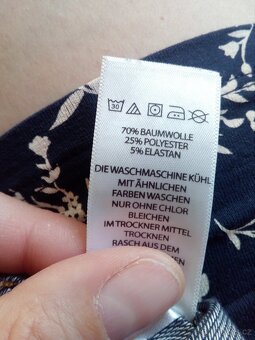 30
70% BAUMWOLLE
25% POLYESTER
5% ELASTAN
DIE WASCHMASCHINE KÜHL
MIT ÄHNLICHEN
FARBEN WASCHEN
NUR OHNE CHLOR
BLEICHEN
IM TROCKNER MITTEL
TROCKNEN
RASCH AUS DEM